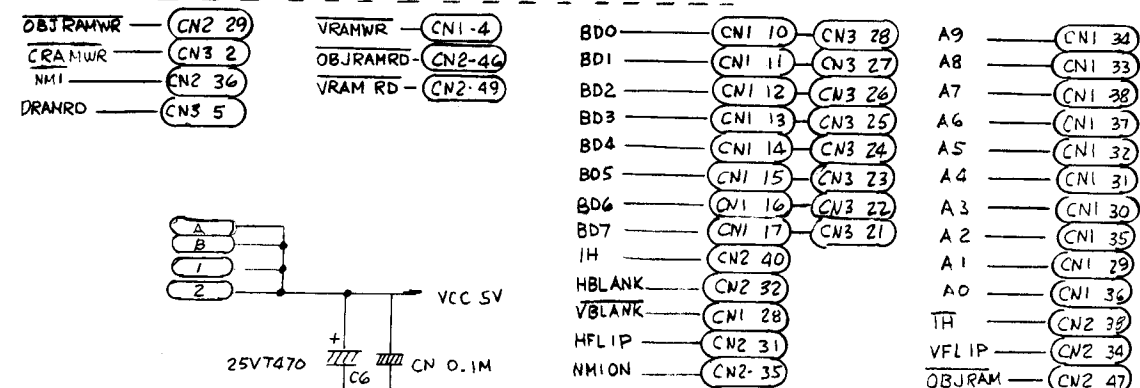 OBJRAMWR CN2 29
CRAMWR CN3 2
NMI CN2 36
DRAMRD CN3 5
VRAMWR CN1-4
OBJRAMRD CN2-46
VRAM RD CN2-49
A
B
1
2
VCC 5V
+
25VT470
C6
CN 0.1M
BD0 CN1 10 CN3 28
BD1 CN1 11 CN3 27
BD2 CN1 12 CN3 26
BD3 CN1 13 CN3 25
BD4 CN1 14 CN3 24
BD5 CN1 15 CN3 23
BD6 CN1 16 CN3 22
BD7 CN1 17 CN3 21
1H CN2 40
HBLANK CN2 32
VBLANK CN1 28
HFLIP CN2 31
NMION CN2-35
A9 CN1 34
A8 CN1 33
A7 CN1 38
A6 CN1 37
A5 CN1 32
A4 CN1 31
A3 CN1 30
A2 CN1 35
A1 CN1 29
A0 CN1 36
1H CN2 39
VFLIP CN2 34
OBJRAM CN2 47